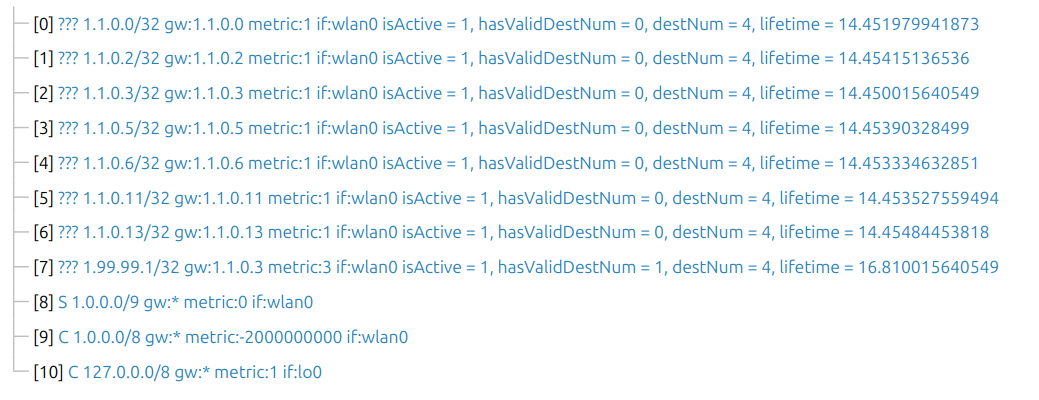 [0] ??? 1.1.0.0/32 gw:1.1.0.0 metric:1 if:wlan0 isActive = 1, hasValidDestNum = 0, destNum = 4, lifetime = 14.451979941873
[1] ??? 1.1.0.2/32 gw:1.1.0.2 metric:1 if:wlan0 isActive = 1, hasValidDestNum = 0, destNum = 4, lifetime = 14.45415136536
[2] ??? 1.1.0.3/32 gw:1.1.0.3 metric:1 if:wlan0 isActive = 1, hasValidDestNum = 0, destNum = 4, lifetime = 14.450015640549
[3] ??? 1.1.0.5/32 gw:1.1.0.5 metric:1 if:wlan0 isActive = 1, hasValidDestNum = 0, destNum = 4, lifetime = 14.45390328499
[4] ??? 1.1.0.6/32 gw:1.1.0.6 metric:1 if:wlan0 isActive = 1, hasValidDestNum = 0, destNum = 4, lifetime = 14.453334632851
[5] ??? 1.1.0.11/32 gw:1.1.0.11 metric:1 if:wlan0 isActive = 1, hasValidDestNum = 0, destNum = 4, lifetime = 14.453527559494
[6] ??? 1.1.0.13/32 gw:1.1.0.13 metric:1 if:wlan0 isActive = 1, hasValidDestNum = 0, destNum = 4, lifetime = 14.45484453818
[7] ??? 1.99.99.1/32 gw:1.1.0.3 metric:3 if:wlan0 isActive = 1, hasValidDestNum = 1, destNum = 4, lifetime = 16.810015640549
[8] S 1.0.0.0/9 gw:* metric:0 if:wlan0
[9] C 1.0.0.0/8 gw:* metric:-2000000000 if:wlan0
[10] C 127.0.0.0/8 gw:* metric:1 if:lo0